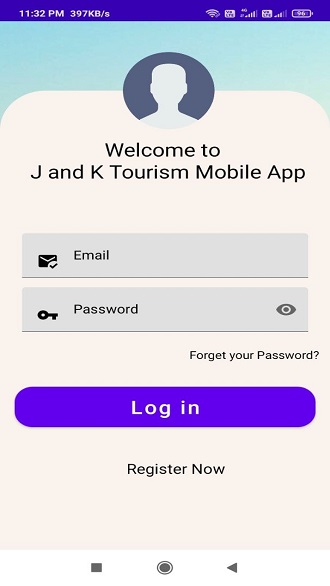 11:32 PM 397KB/s 4G 96
Welcome to
J and K Tourism Mobile App
Email
Password
Forget your Password?
Log in
Register Now